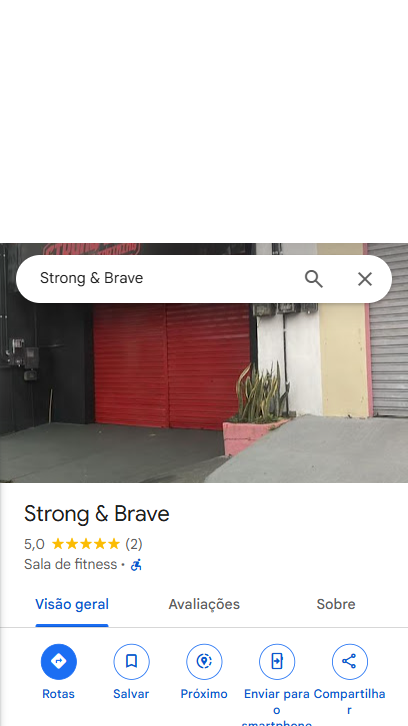 Strong & Brave
Strong & Brave
5,0 (2)
Sala de fitness •
Visão geral
Avaliações
Sobre
Rotas
Salvar
Próximo
Enviar para
o
smartphone
Compartilha
r